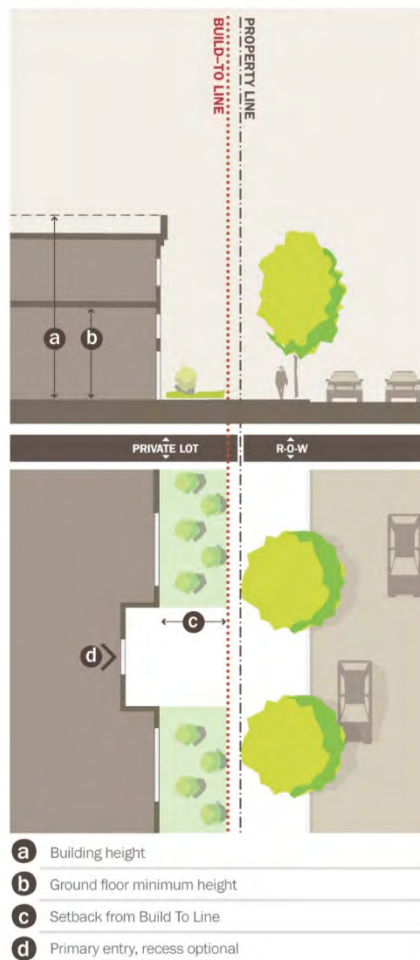 BUILD-TO LINE
PROPERTY LINE
a
b
PRIVATE LOT
R-O-W
c
d
a Building height
b Ground floor minimum height
c Setback from Build To Line
d Primary entry, recess optional